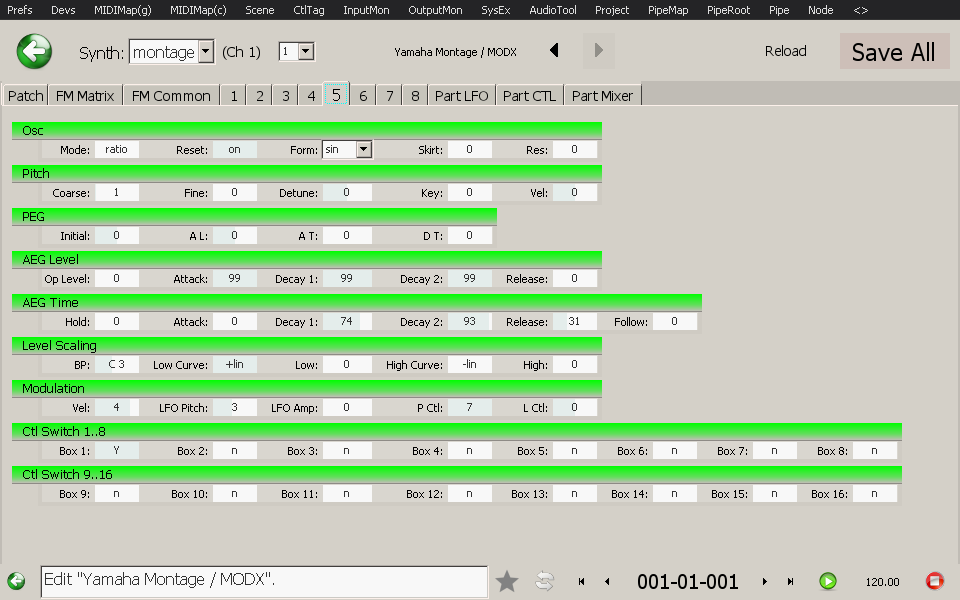 Prefs Devs MIDIMap(g) MIDIMap(c) Scene CtlTag InputMon OutputMon SysEx AudioTool Project PipeMap PipeRoot Pipe Node <>
Synth: montage (Ch 1) 1 Yamaha Montage / MODX Reload Save All
Patch FM Matrix FM Common 1 2 3 4 5 6 7 8 Part LFO Part CTL Part Mixer
Osc
Mode: ratio Reset: on Form: sin Skirt: 0 Res: 0
Pitch
Coarse: 1 Fine: 0 Detune: 0 Key: 0 Vel: 0
PEG
Initial: 0 A L: 0 A T: 0 D T: 0
AEG Level
Op Level: 0 Attack: 99 Decay 1: 99 Decay 2: 99 Release: 0
AEG Time
Hold: 0 Attack: 0 Decay 1: 74 Decay 2: 93 Release: 31 Follow: 0
Level Scaling
BP: C 3 Low Curve: +lin Low: 0 High Curve: -lin High: 0
Modulation
Vel: 4 LFO Pitch: 3 LFO Amp: 0 P Ctl: 7 L Ctl: 0
Ctl Switch 1..8
Box 1: Y Box 2: n Box 3: n Box 4: n Box 5: n Box 6: n Box 7: n Box 8: n
Ctl Switch 9..16
Box 9: n Box 10: n Box 11: n Box 12: n Box 13: n Box 14: n Box 15: n Box 16: n
Edit "Yamaha Montage / MODX". 001-01-001 120.00